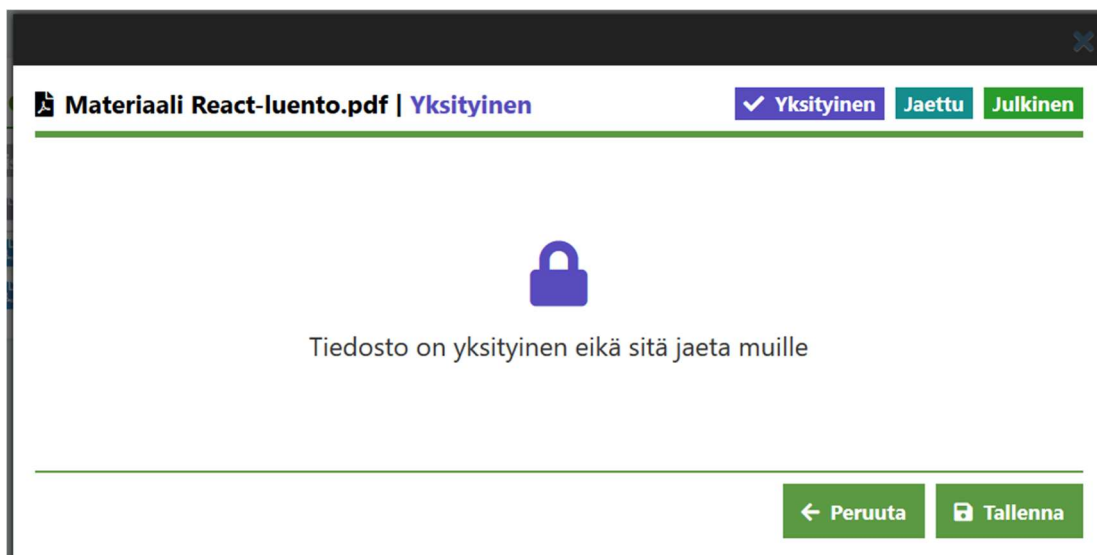 Materiaali React-luento.pdf | Yksityinen
Yksityinen Jaettu Julkinen
Tiedosto on yksityinen eikä sitä jaeta muille
Peruuta Tallenna